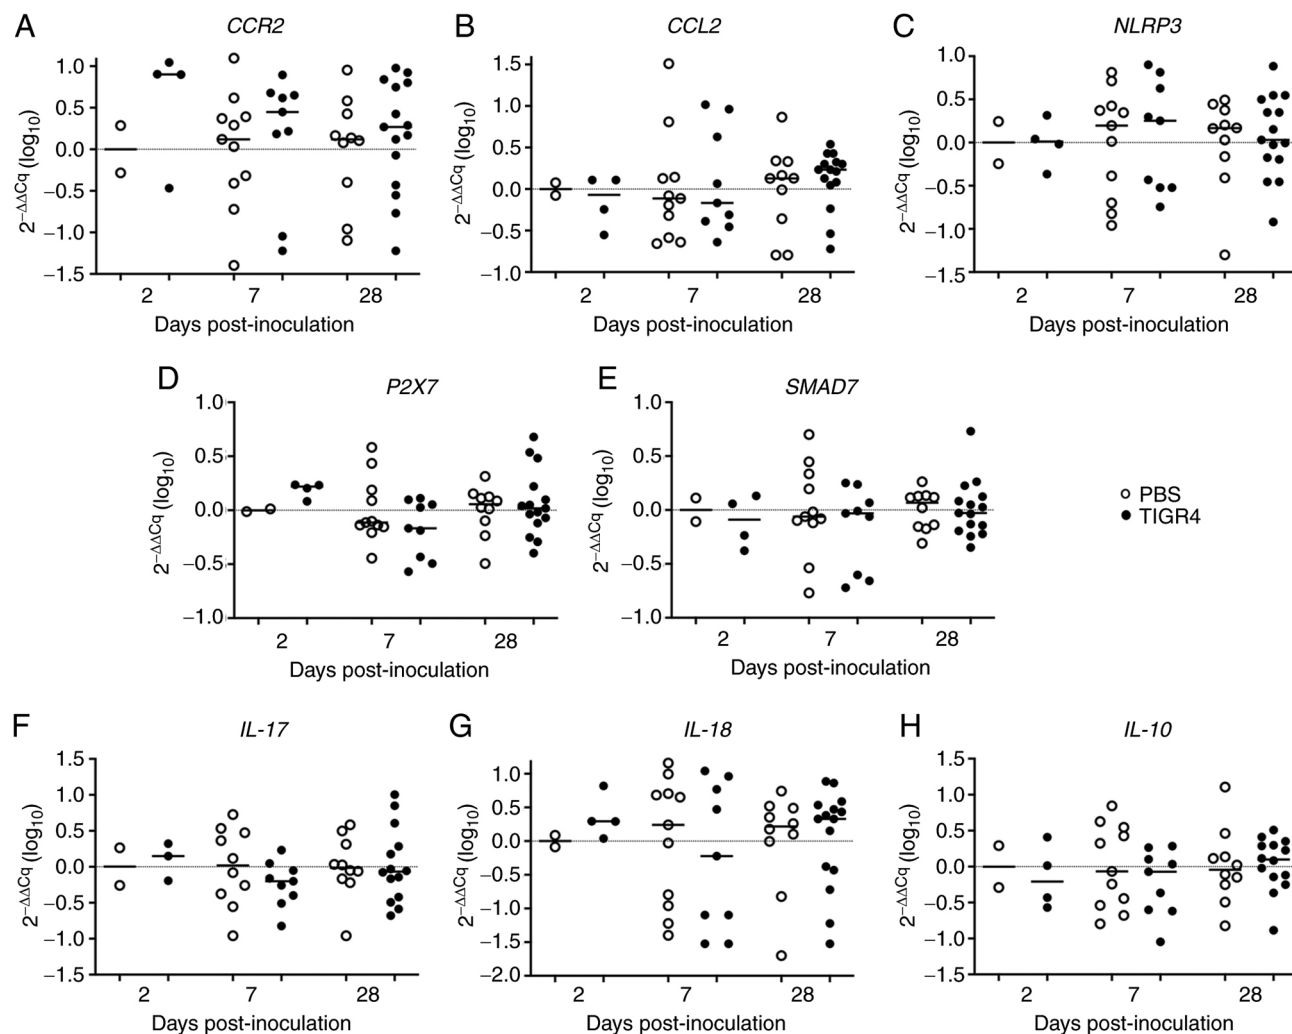 A
CCR2
2−ΔΔCq (log10)
1.0
0.5
0.0
−0.5
−1.0
−1.5
2
7
28
Days post-inoculation
B
CCL2
2−ΔΔCq (log10)
1.5
1.0
0.5
0.0
−0.5
−1.0
2
7
28
Days post-inoculation
C
NLRP3
2−ΔΔCq (log10)
1.0
0.5
0.0
−0.5
−1.0
−1.5
2
7
28
Days post-inoculation
D
P2X7
2−ΔΔCq (log10)
1.0
0.5
0.0
−0.5
−1.0
2
7
28
Days post-inoculation
E
SMAD7
2−ΔΔCq (log10)
1.0
0.5
0.0
−0.5
−1.0
2
7
28
Days post-inoculation
PBS
TIGR4
F
IL-17
2−ΔΔCq (log10)
1.5
1.0
0.5
0.0
−0.5
−1.0
−1.5
2
7
28
Days post-inoculation
G
IL-18
2−ΔΔCq (log10)
1.0
0.5
0.0
−0.5
−1.0
−1.5
−2.0
2
7
28
Days post-inoculation
H
IL-10
2−ΔΔCq (log10)
1.5
1.0
0.5
0.0
−0.5
−1.0
−1.5
2
7
28
Days post-inoculation